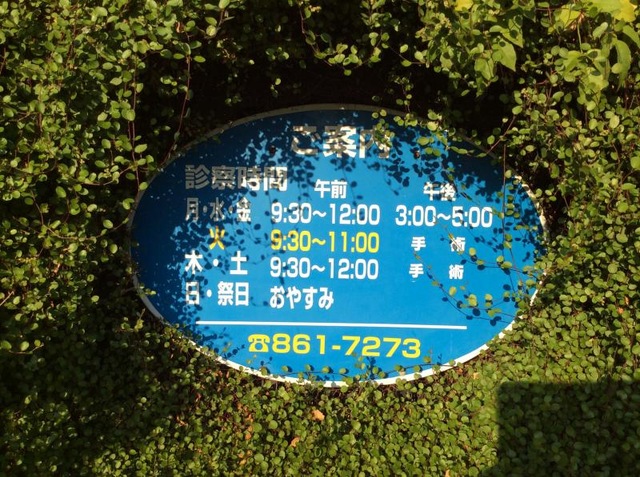 ご案内
診察時間 午前 午後
月・水・金 9:30～12:00 3:00～5:00
火 9:30～11:00 手術
木・土 9:30～12:00 手術
日・祭日 おやすみ
☎861-7273